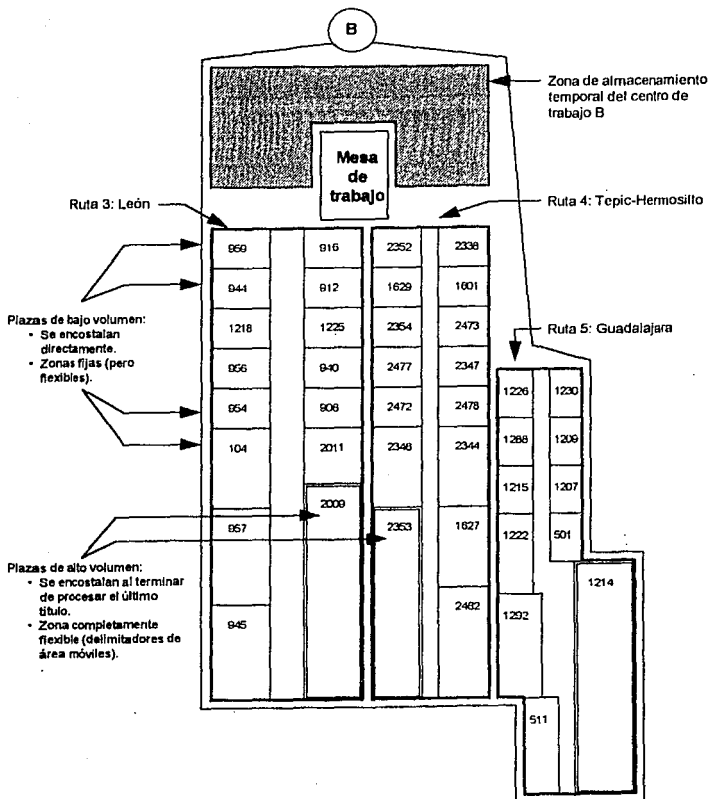 B
Zona de almacenamiento
temporal del centro de
trabajo B
Mesa
de
trabajo
Ruta 3: León
Ruta 4: Tepic-Hermosillo
959 916 2352 2338
944 912 1629 1601
1218 1225 2354 2473
956 940 2477 2347
954 908 2472 2478
104 2011 2348 2344
957 2009 2353 1627
945 2462
Plazas de bajo volumen:
• Se encostalan
directamente.
• Zonas fijas (pero
flexibles).
Ruta 5: Guadalajara
1226 1230
1288 1209
1215 1207
1222 501
1292 1214
511
Plazas de alto volumen:
• Se encostalan al terminar
de procesar el último
título.
• Zona completamente
flexible (delimitadores de
área móviles).